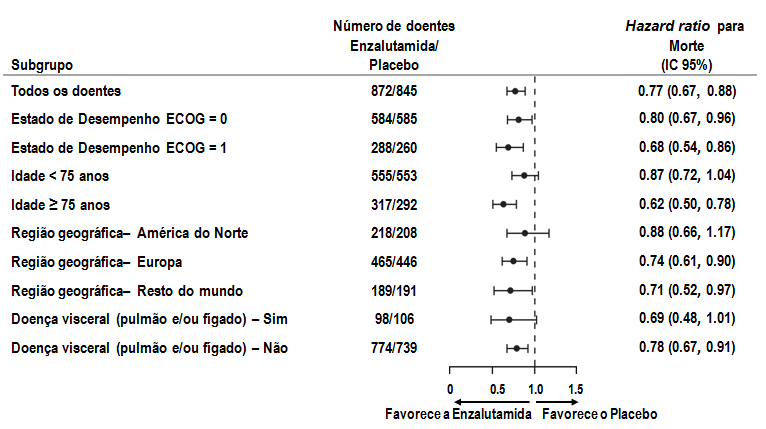 Número de doentes
Enzalutamida/
Placebo
Hazard ratio para
Morte
(IC 95%)
Subgrupo
Todos os doentes 872/845 0.77 (0.67, 0.88)
Estado de Desempenho ECOG = 0 584/585 0.80 (0.67, 0.96)
Estado de Desempenho ECOG = 1 288/260 0.68 (0.54, 0.86)
Idade < 75 anos 555/553 0.87 (0.72, 1.04)
Idade ≥ 75 anos 317/292 0.62 (0.50, 0.78)
Região geográfica– América do Norte 218/208 0.88 (0.66, 1.17)
Região geográfica– Europa 465/446 0.74 (0.61, 0.90)
Região geográfica– Resto do mundo 189/191 0.71 (0.52, 0.97)
Doença visceral (pulmão e/ou fígado) – Sim 98/106 0.69 (0.48, 1.01)
Doença visceral (pulmão e/ou fígado) – Não 774/739 0.78 (0.67, 0.91)
0 0.5 1.0 1.5
Favorece a Enzalutamida Favorece o Placebo